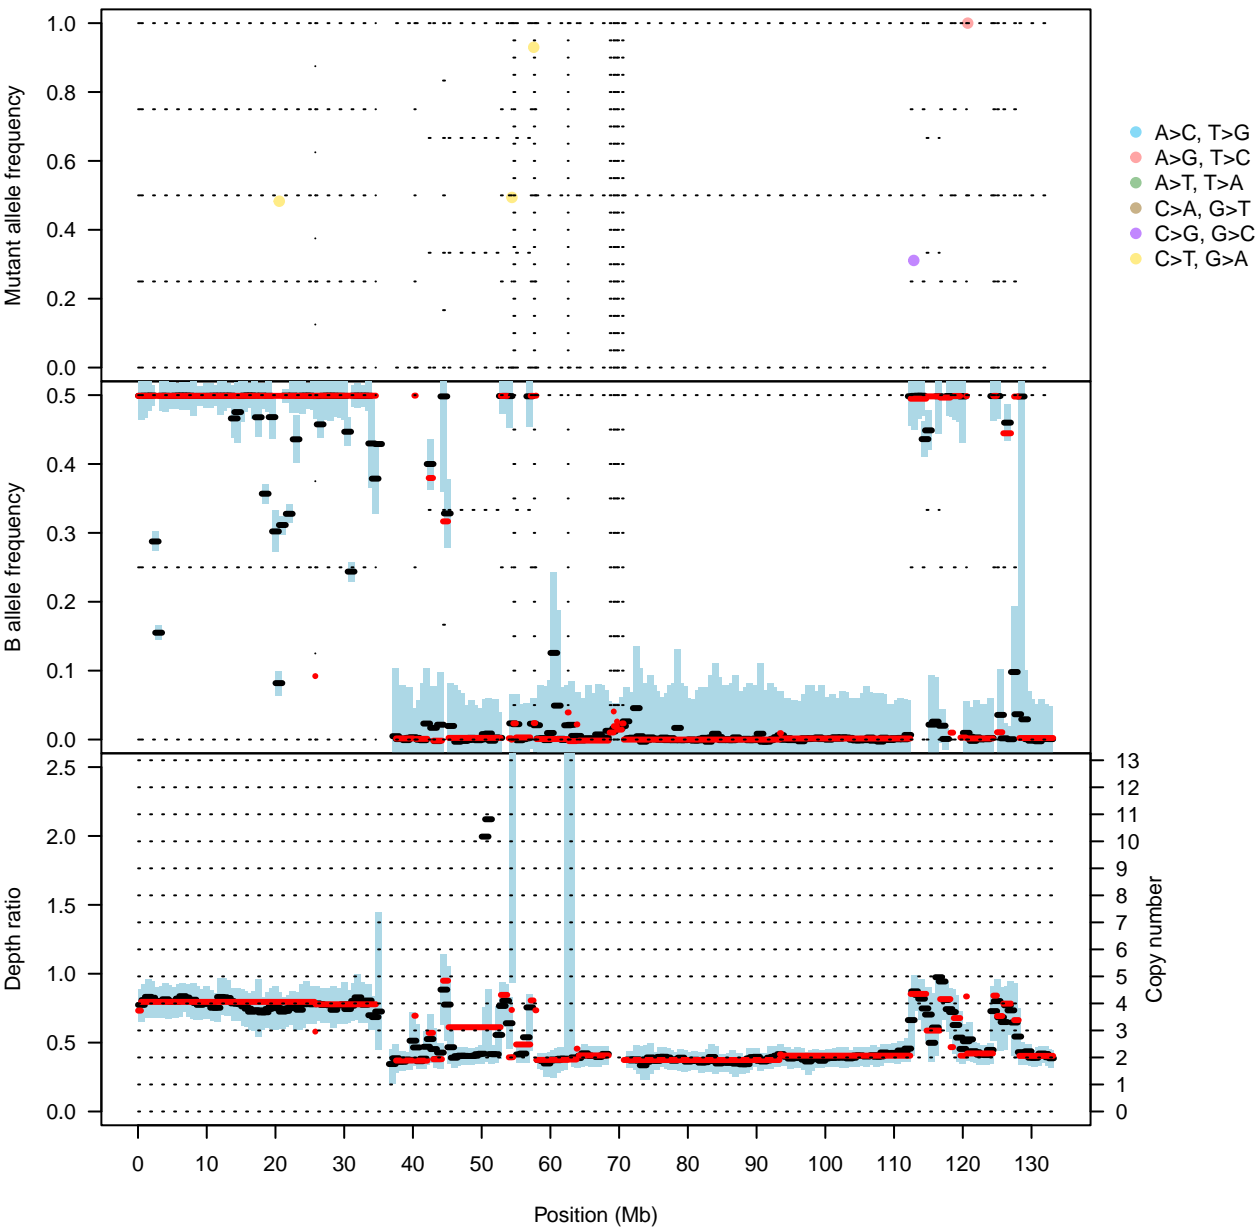 Mutant allele frequency
1.0
0.8
0.6
0.4
0.2
0.0
A>C, T>G
A>G, T>C
A>T, T>A
C>A, G>T
C>G, G>C
C>T, G>A
B allele frequency
0.5
0.4
0.3
0.2
0.1
0.0
Depth ratio
2.5
2.0
1.5
1.0
0.5
0.0
13
12
11
10
9
8
7
6
5
4
3
2
1
0
Copy number
0 10 20 30 40 50 60 70 80 90 100 110 120 130
Position (Mb)